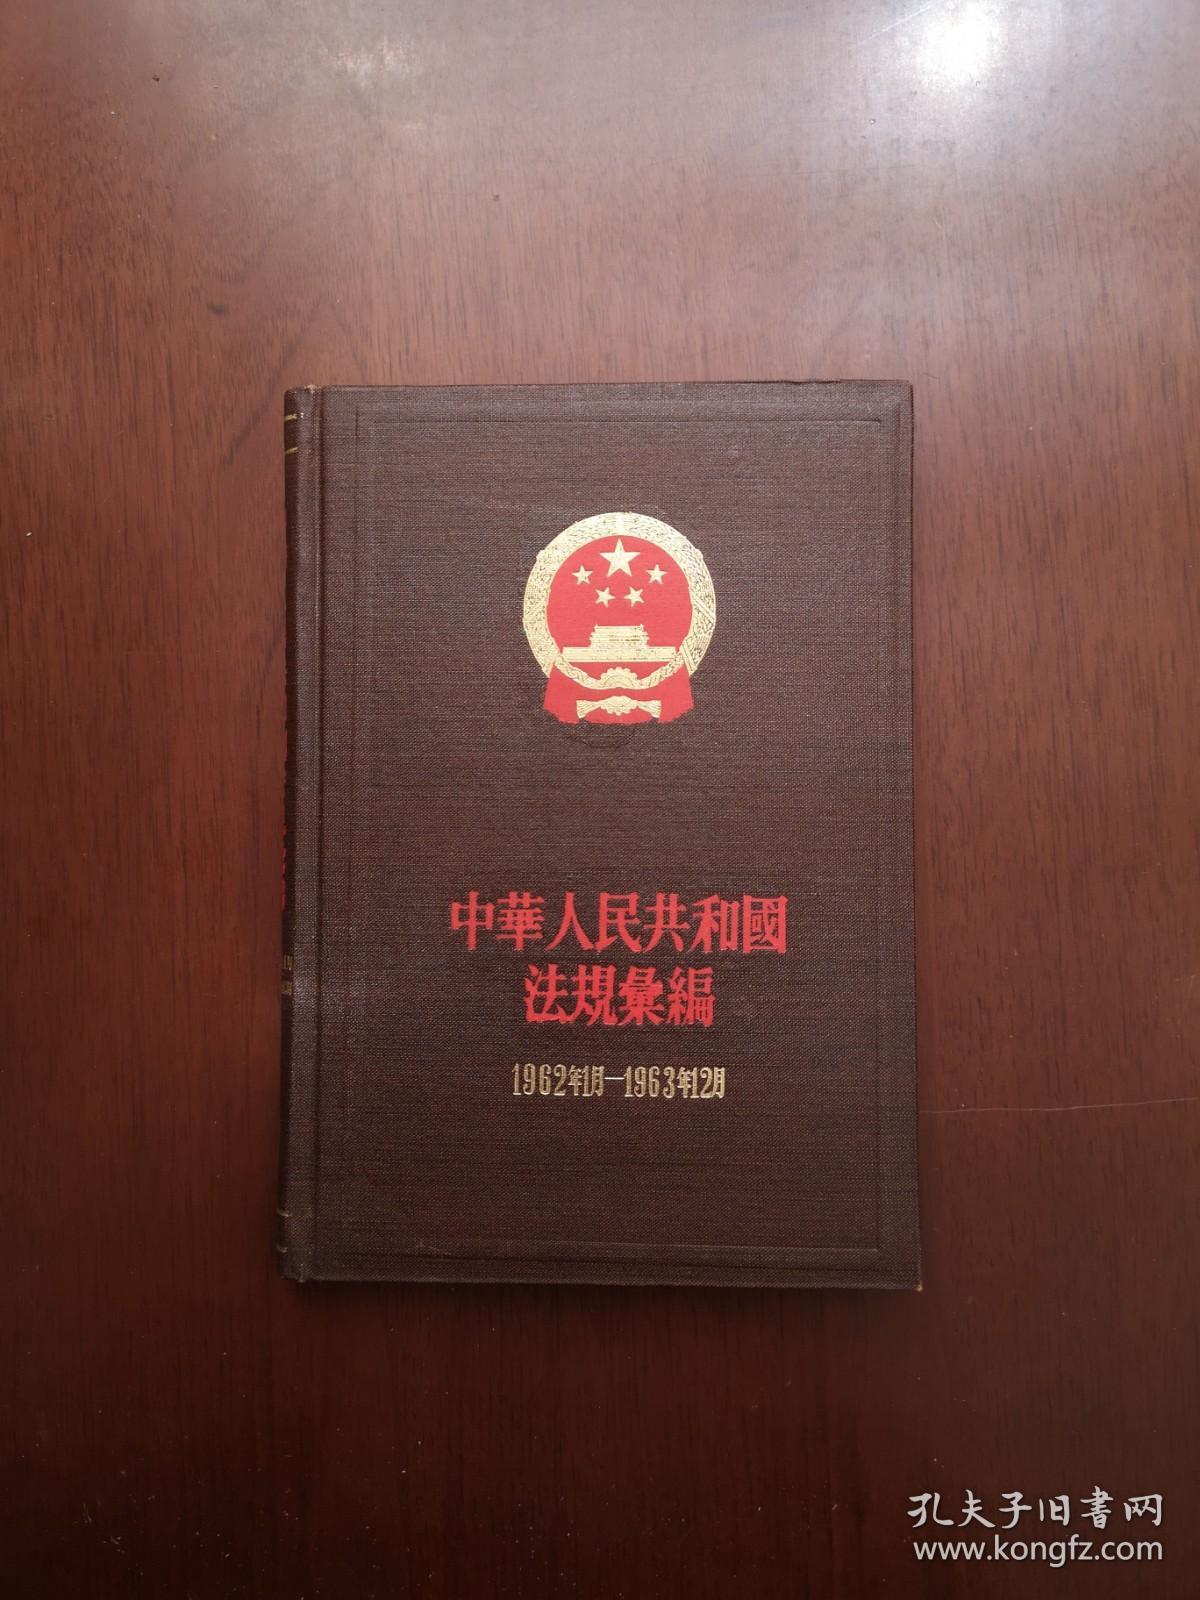 中華人民共和國
法規彙編
1962年1月—1963年12月
孔夫子旧書网
www.kongfz.com